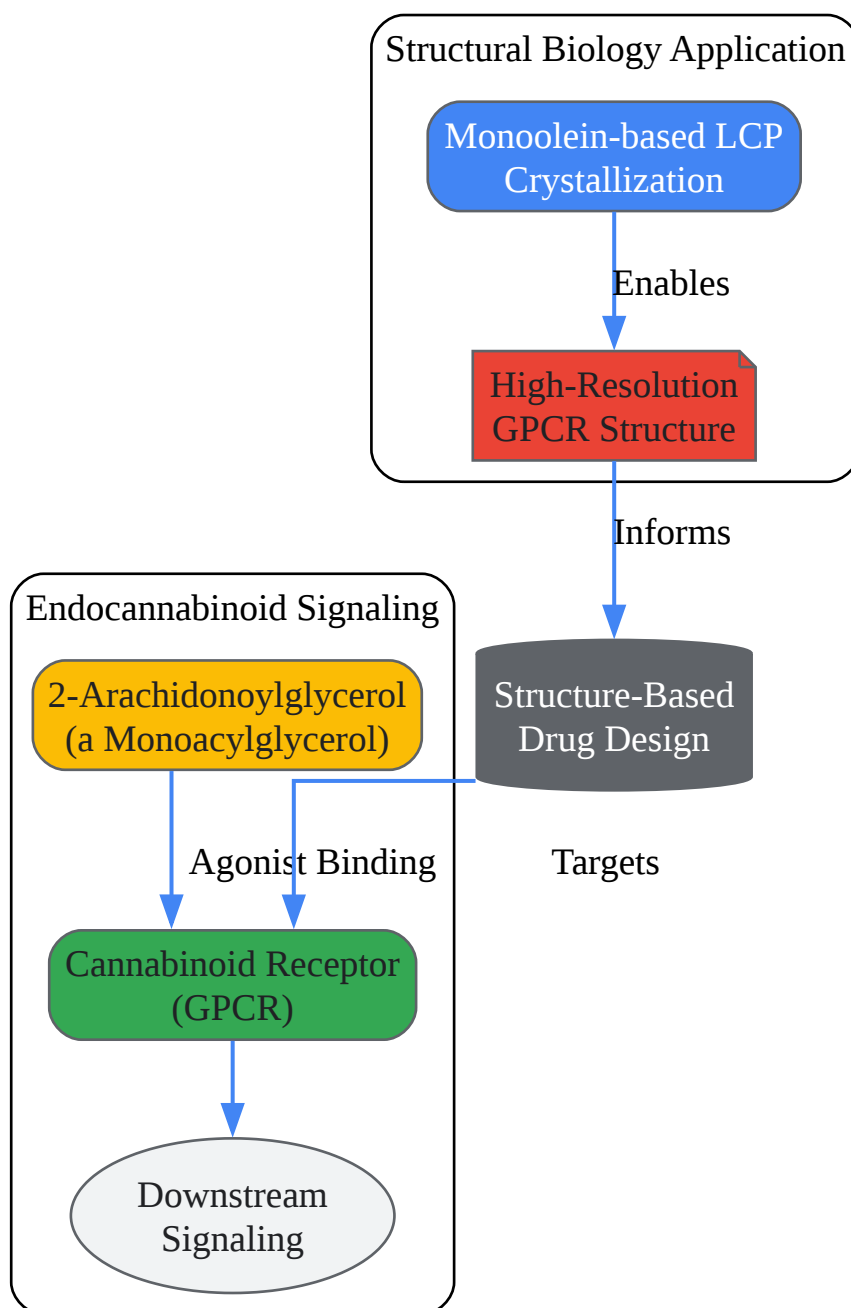 Structural Biology Application
Monoolein-based LCP
Crystallization
Enables
High-Resolution
GPCR Structure
Informs
Endocannabinoid Signaling
2-Arachidonoylglycerol
(a Monoacylglycerol)
Structure-Based
Drug Design
Agonist Binding
Targets
Cannabinoid Receptor
(GPCR)
Downstream
Signaling